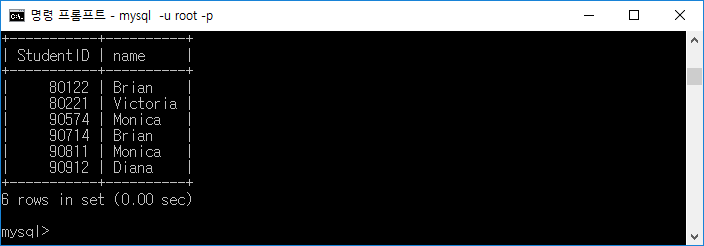 명령 프롬프트 - mysql  -u root -p
+-----------+----------+
| StudentID | name     |
+-----------+----------+
|     80122 | Brian    |
|     80221 | Victoria |
|     90574 | Monica   |
|     90714 | Brian    |
|     90811 | Monica   |
|     90912 | Diana    |
+-----------+----------+
6 rows in set (0.00 sec)
mysql>